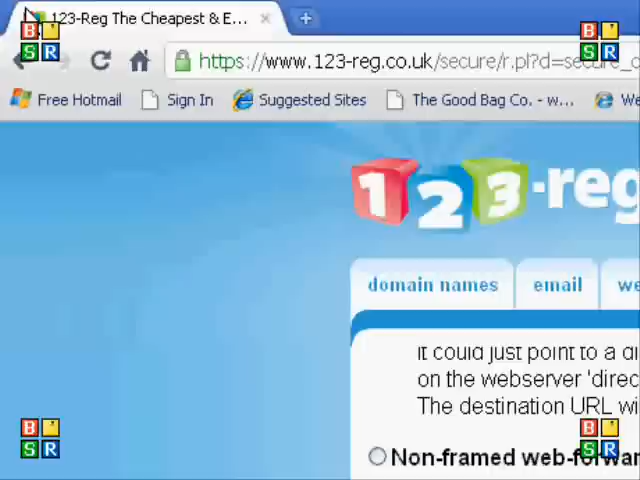 123-Reg The Cheapest & E...
https://www.123-reg.co.uk/secure/r.pl?d=secure_
Free Hotmail
Sign In
Suggested Sites
The Good Bag Co. - w...
We
123-reg
domain names
email
we
It could just point to a di
on the webserver 'direc
The destination URL wi
Non-framed web-forwar
B S R
B S R
B S R
B S R